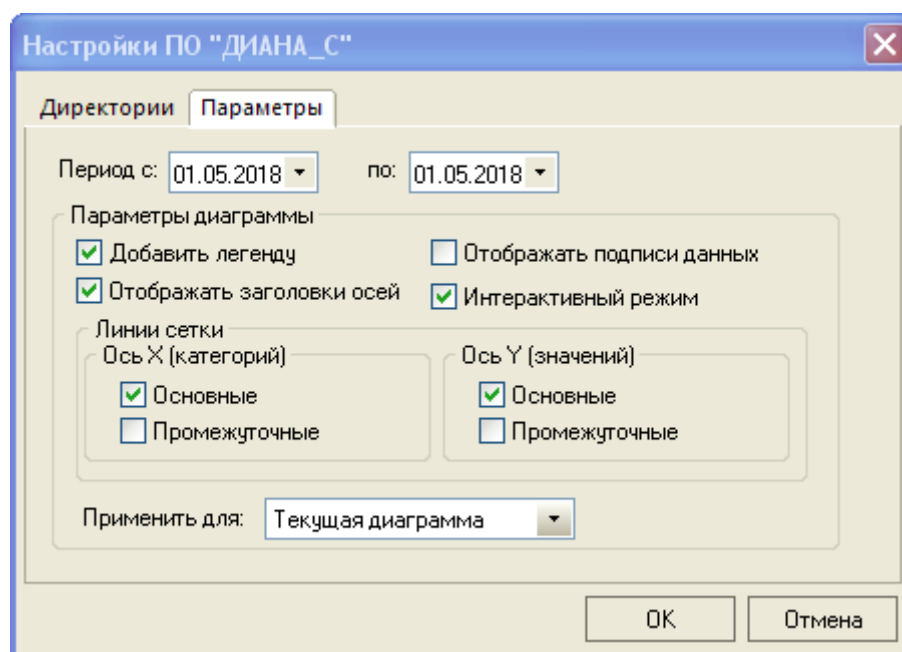 Настройки ПО "ДИАНА_С"
Директории Параметры
Период с: 01.05.2018 по: 01.05.2018
Параметры диаграммы
Добавить легенду Отображать подписи данных
Отображать заголовки осей Интерактивный режим
Линии сетки
Ось X (категорий) Ось Y (значений)
Основные Основные
Промежуточные Промежуточные
Применить для: Текущая диаграмма
OK Отмена